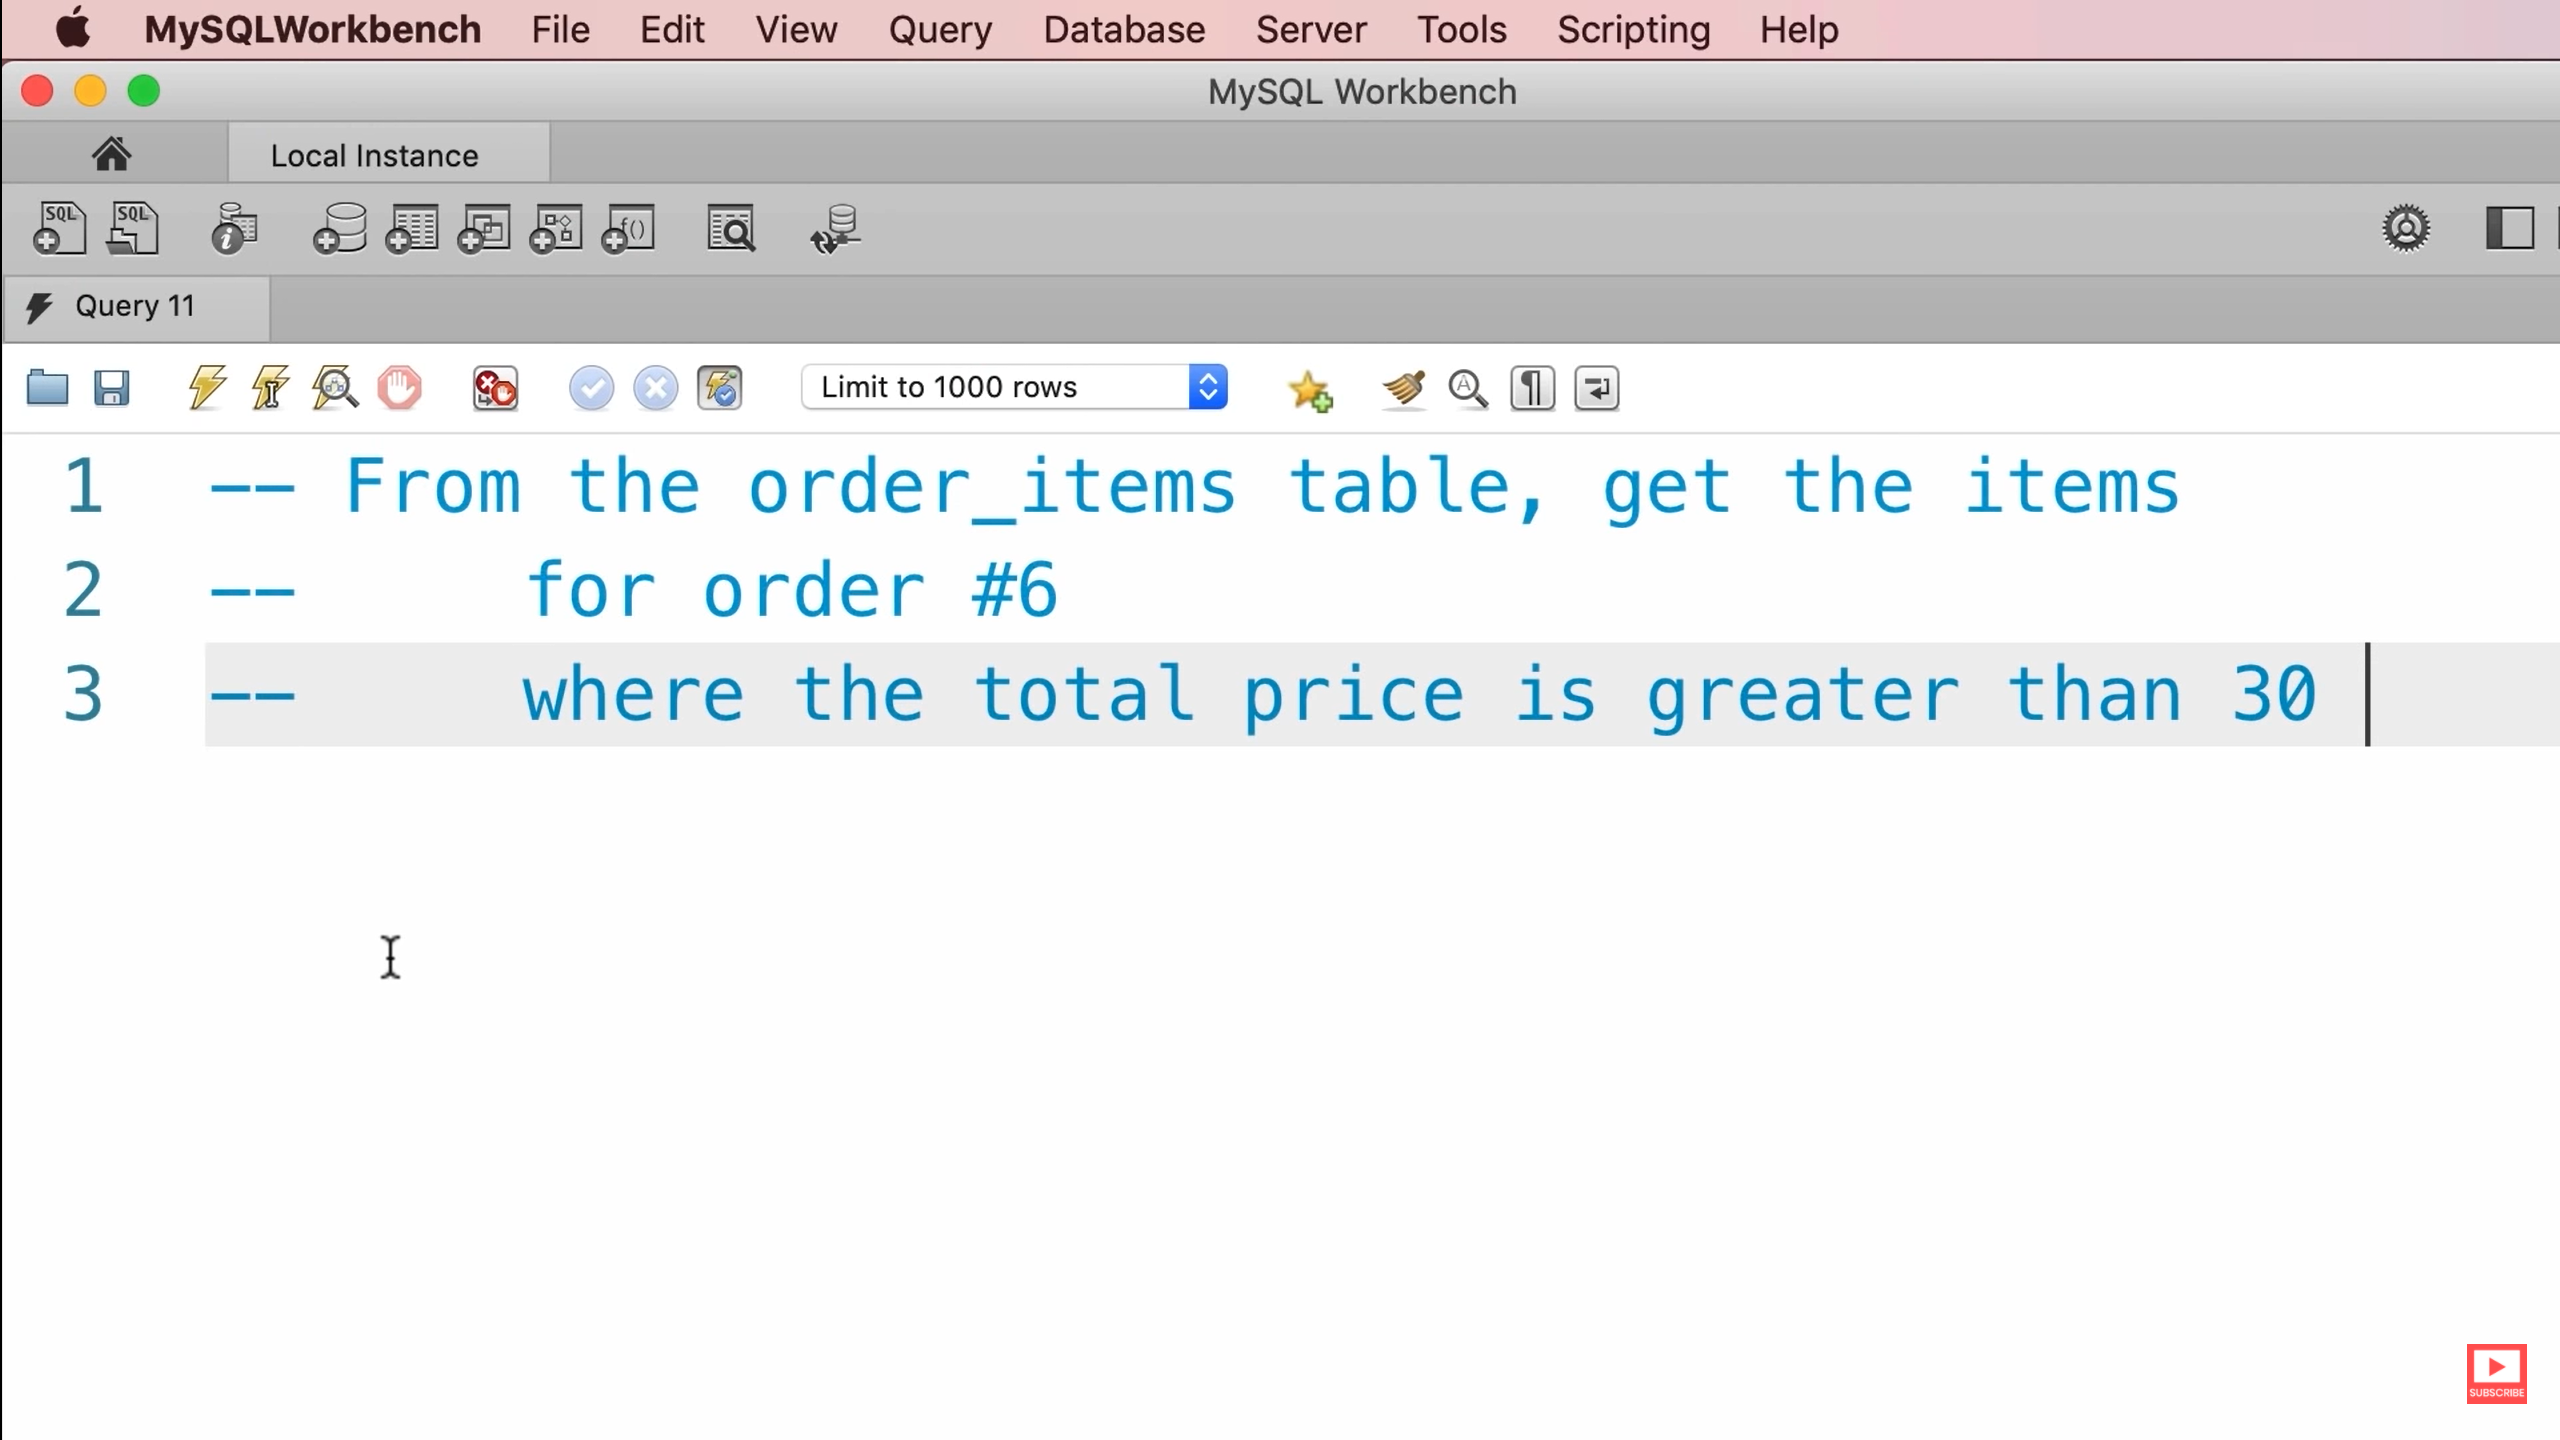 MySQLWorkbench File Edit View Query Database Server Tools Scripting Help
MySQL Workbench
Local Instance
SQL SQL f()
Query 11
Limit to 1000 rows
1 -- From the order_items table, get the items
2 -- for order #6
3 -- where the total price is greater than 30
SUBSCRIBE